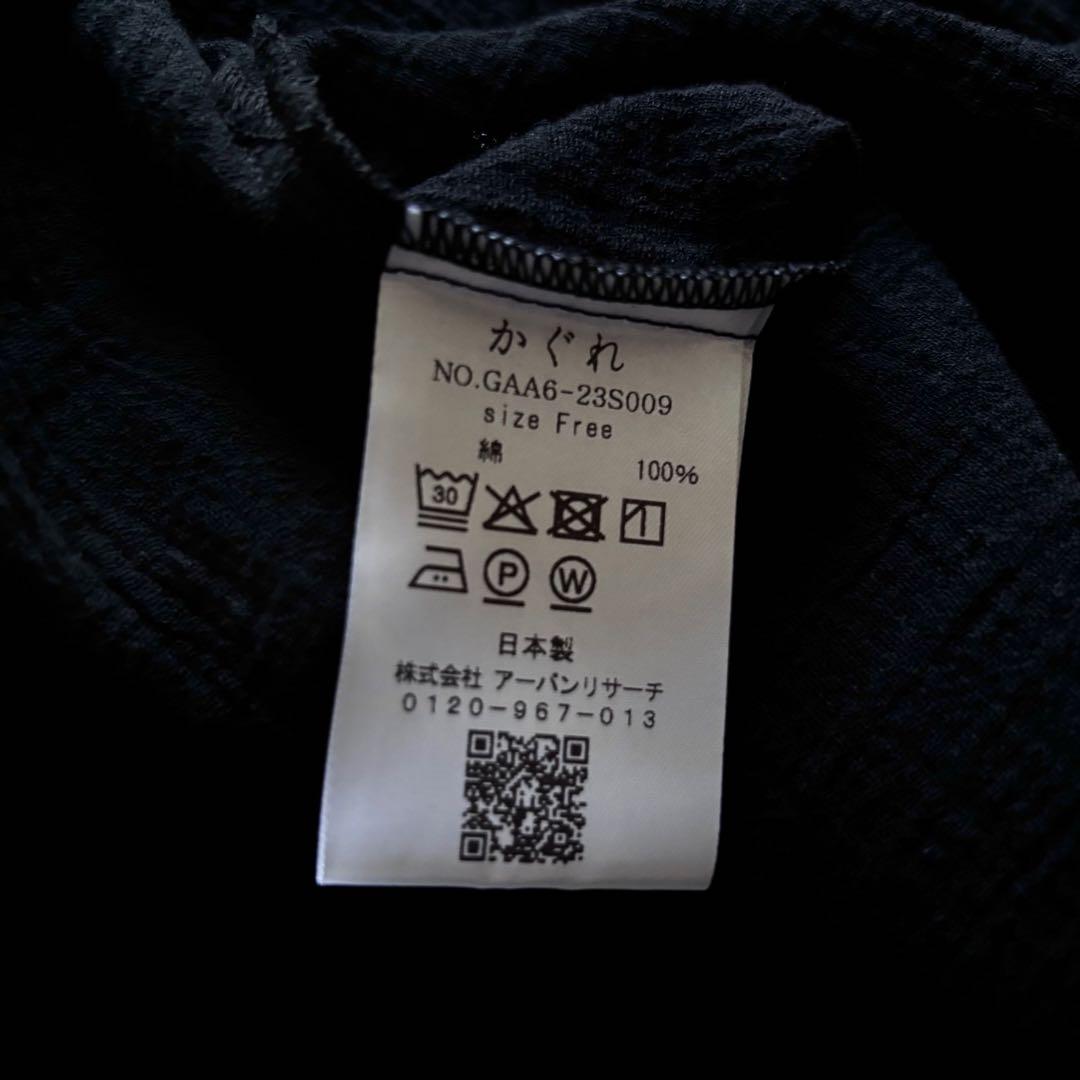 かぐれ
NO.GAA6-23S009
size Free
綿 100%
30
P W
日本製
株式会社 アーバンリサーチ
0120-967-013